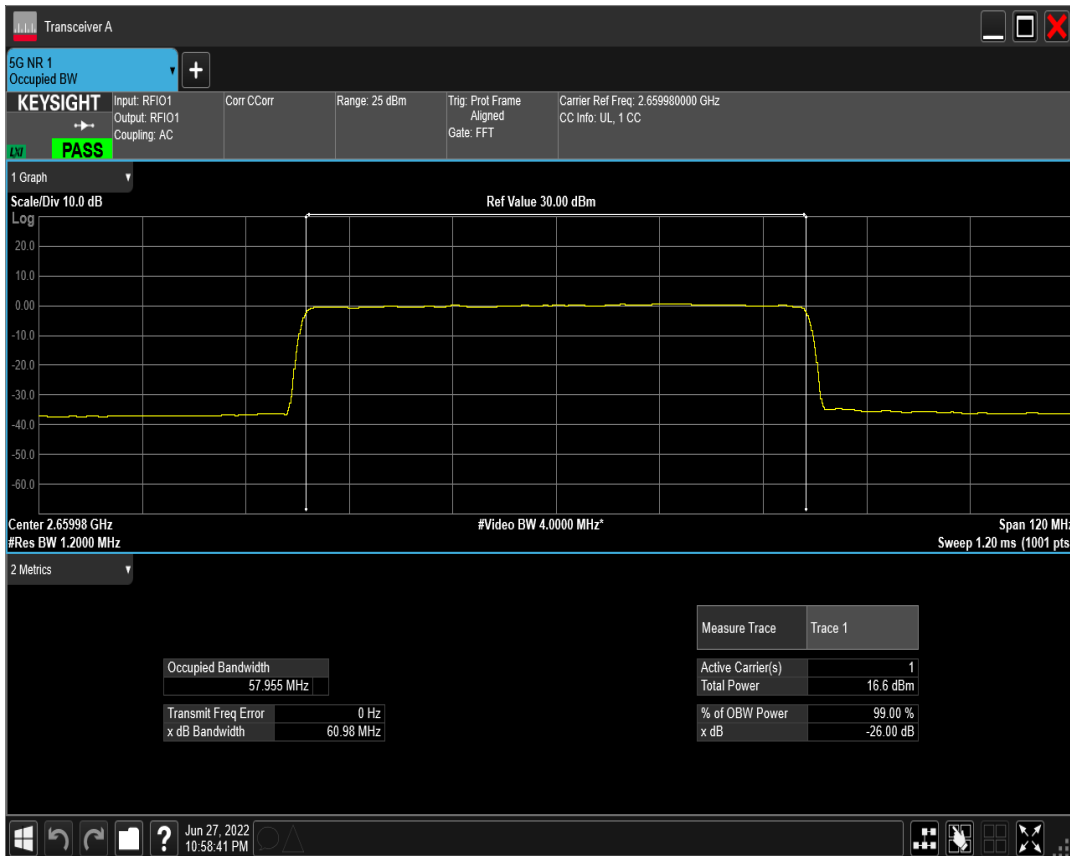 Transceiver A
5G NR 1
Occupied BW
KEYSIGHT
LXI
PASS
Input: RFIO1
Output: RFIO1
Coupling: AC
Corr CCorr
Range: 25 dBm
Trig: Prot Frame
Aligned
Gate: FFT
Carrier Ref Freq: 2.659980000 GHz
CC Info: UL, 1 CC
1 Graph
Scale/Div 10.0 dB
Ref Value 30.00 dBm
Log
20.0
10.0
0.00
-10.0
-20.0
-30.0
-40.0
-50.0
-60.0
Center 2.65998 GHz
#Video BW 4.0000 MHz*
Span 120 MHz
#Res BW 1.2000 MHz
Sweep 1.20 ms (1001 pts
2 Metrics
Measure Trace Trace 1
Occupied Bandwidth
57.955 MHz
Active Carrier(s) 1
Total Power 16.6 dBm
Transmit Freq Error 0 Hz
x dB Bandwidth 60.98 MHz
% of OBW Power 99.00 %
x dB -26.00 dB
?
Jun 27, 2022
10:58:41 PM